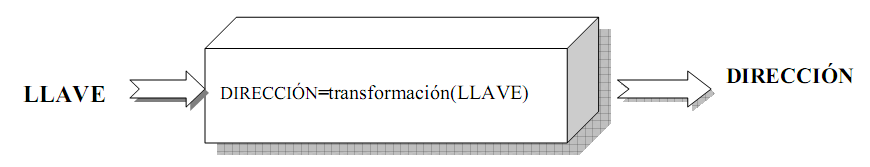 LLAVE
DIRECCIÓN=transformación(LLAVE)
DIRECCIÓN